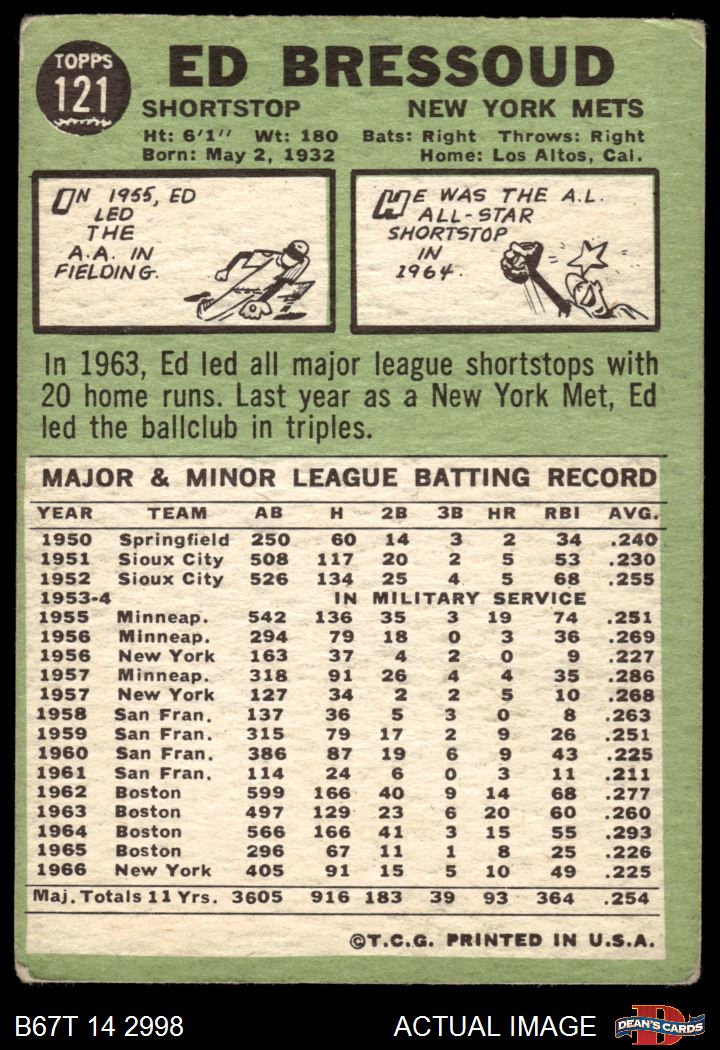 TOPPS
121
ED BRESSOUD
SHORTSTOP NEW YORK METS
Ht: 6'1" Wt: 180 Bats: Right Throws: Right
Born: May 2, 1932 Home: Los Altos, Cal.
ON 1955, ED
LED
THE
A.A. IN
FIELDING.
HE WAS THE A.L.
ALL-STAR
SHORTSTOP
IN
1964.
In 1963, Ed led all major league shortstops with
20 home runs. Last year as a New York Met, Ed
led the ballclub in triples.
MAJOR & MINOR LEAGUE BATTING RECORD
YEAR TEAM AB H 2B 3B HR RBI AVG.
1950 Springfield 250 60 14 3 2 34 .240
1951 Sioux City 508 117 20 2 5 53 .230
1952 Sioux City 526 134 25 4 5 68 .255
1953-4 IN MILITARY SERVICE
1955 Minneap. 542 136 35 3 19 74 .251
1956 Minneap. 294 79 18 0 3 36 .269
1956 New York 163 37 4 2 0 9 .227
1957 Minneap. 318 91 26 4 4 35 .286
1957 New York 127 34 2 2 5 10 .268
1958 San Fran. 137 36 5 3 0 8 .263
1959 San Fran. 315 79 17 2 9 26 .251
1960 San Fran. 386 87 19 6 9 43 .225
1961 San Fran. 114 24 6 0 3 11 .211
1962 Boston 599 166 40 9 14 68 .277
1963 Boston 497 129 23 6 20 60 .260
1964 Boston 566 166 41 3 15 55 .293
1965 Boston 296 67 11 1 8 25 .226
1966 New York 405 91 15 5 10 49 .225
Maj. Totals 11 Yrs. 3605 916 183 39 93 364 .254
©T.C.G. PRINTED IN U.S.A.
B67T 14 2998 ACTUAL IMAGE
DEAN'S CARDS